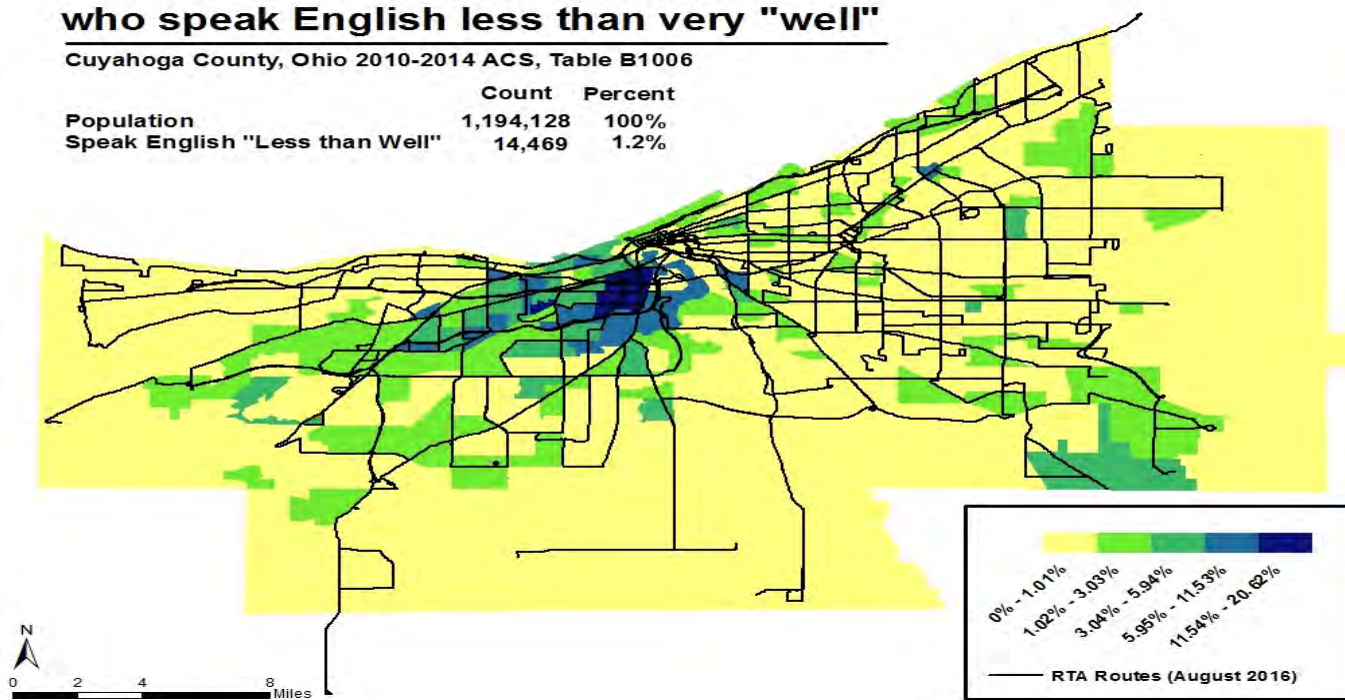 who speak English less than very "well"
Cuyahoga County, Ohio 2010-2014 ACS, Table B1006
Count Percent
Population 1,194,128 100%
Speak English "Less than Well" 14,469 1.2%
0% - 1.01%
1.02% - 3.03%
3.04% - 5.94%
5.95% - 11.53%
11.54% - 20.62%
RTA Routes (August 2016)
N
0 2 4 8
Miles